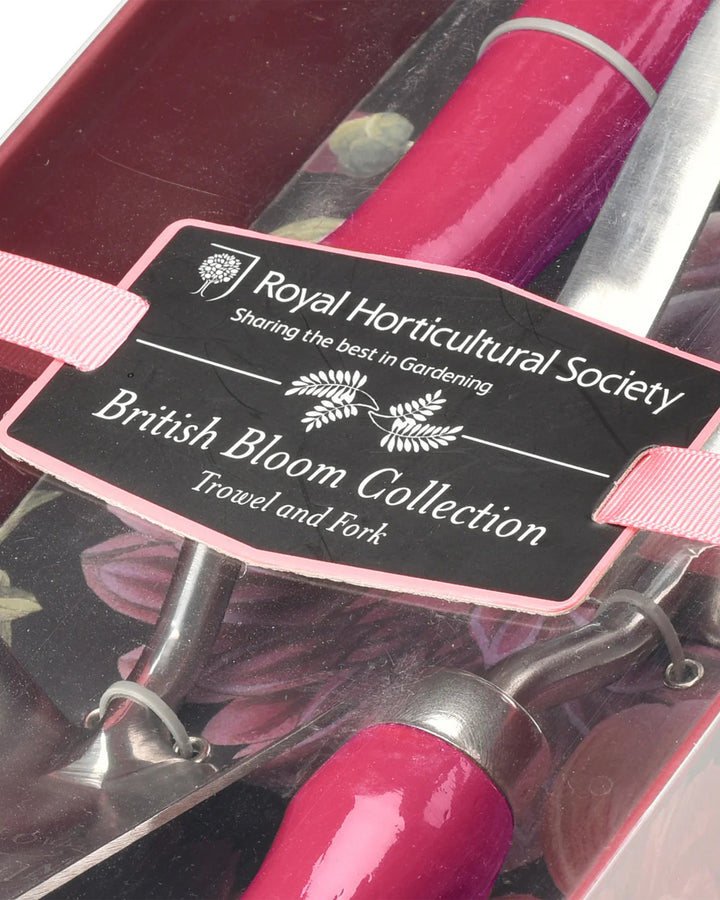 Royal Horticultural Society
Sharing the best in Gardening
British Bloom Collection
Trowel and Fork